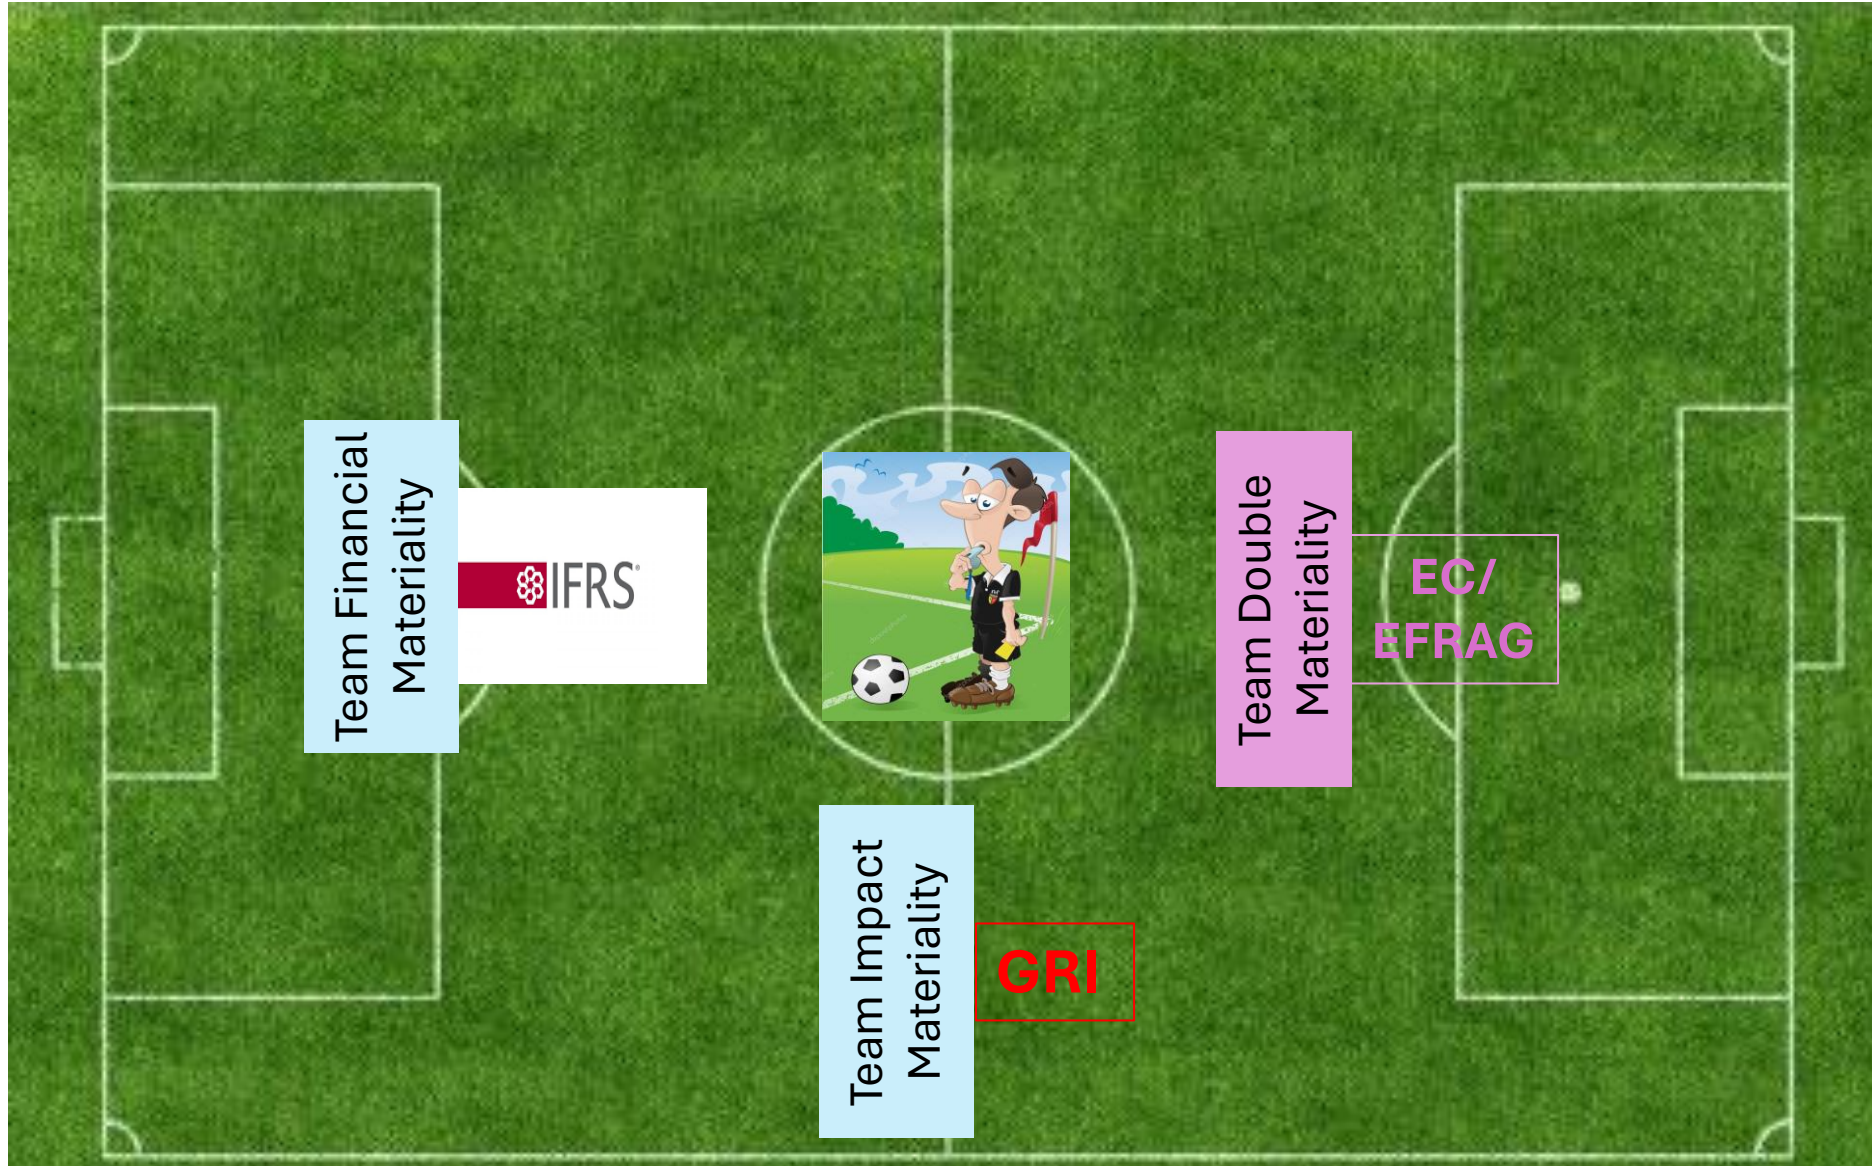 Team Financial
Materiality
IFRS®
Team Double
Materiality
EC/
EFRAG
Team Impact
Materiality
GRI